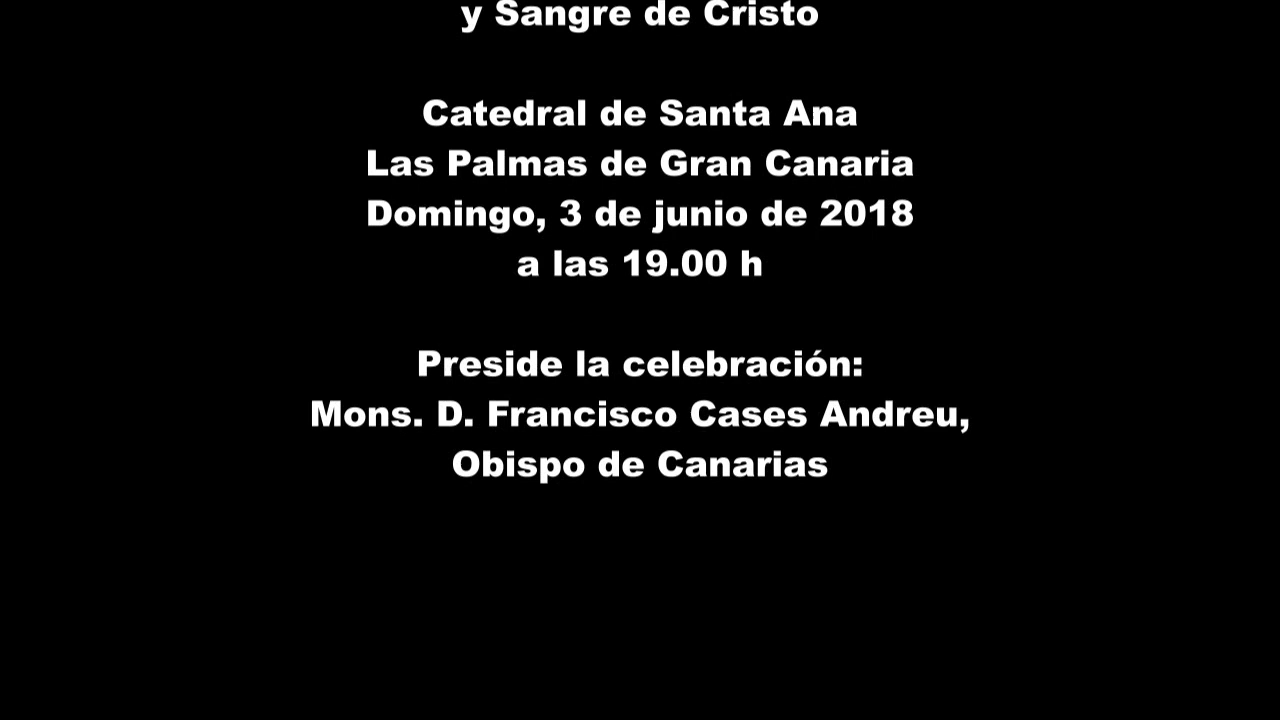 y Sangre de Cristo
Catedral de Santa Ana
Las Palmas de Gran Canaria
Domingo, 3 de junio de 2018
a las 19.00 h
Preside la celebración:
Mons. D. Francisco Cases Andreu,
Obispo de Canarias